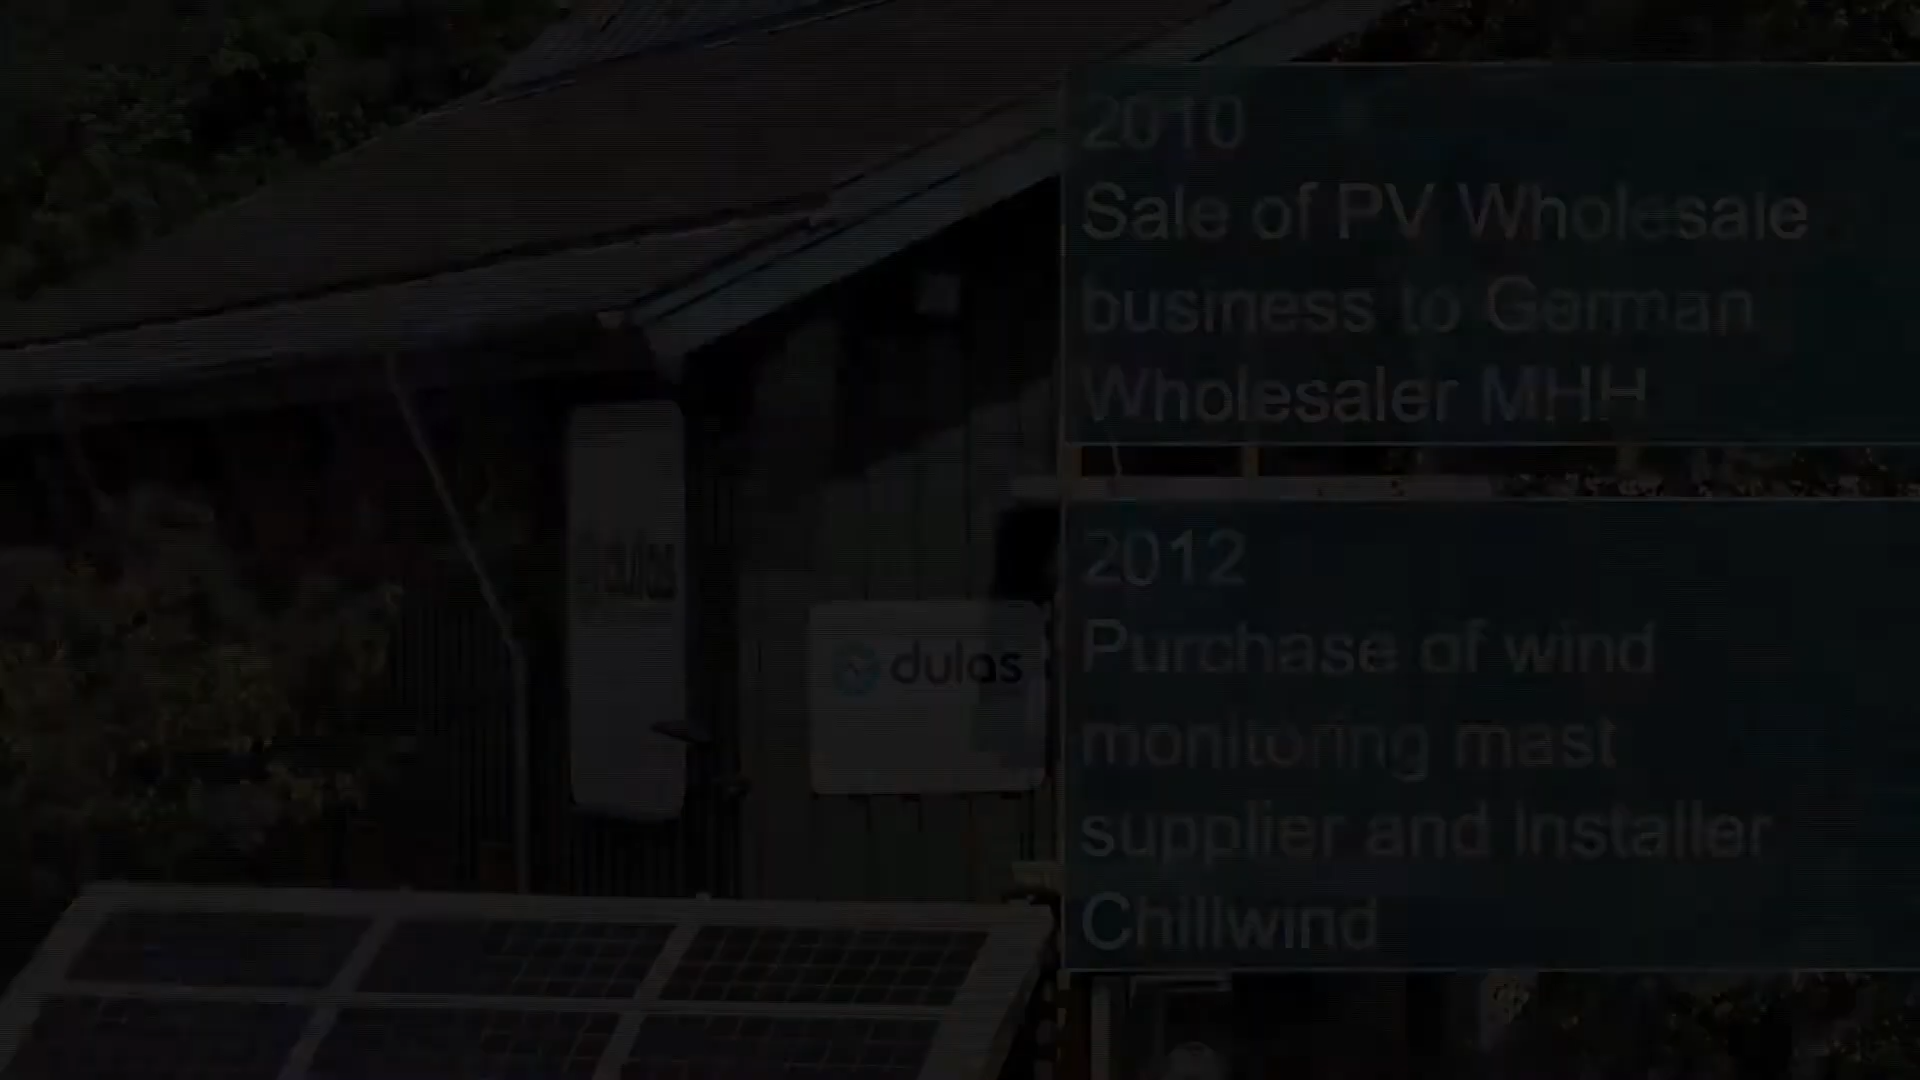 2010
Sale of PV Wholesale
business to German
Wholesaler MHH
dulas
2012
Purchase of wind
monitoring mast
supplier and Installer
Chillwind